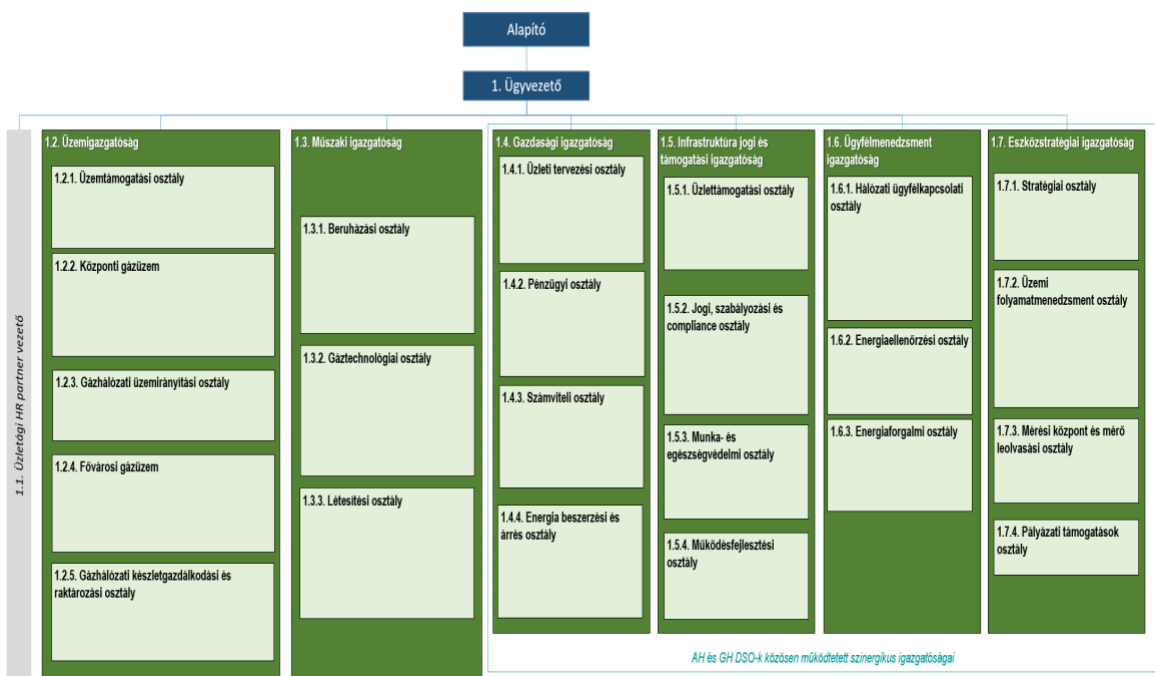 Alapító
1. Ügyvezető
1.1. Üzletági HR partner vezető
1.2. Üzemigazgatóság
1.2.1. Üzemtámogatási osztály
1.2.2. Központi gázüzem
1.2.3. Gázhálózati üzemirányítási osztály
1.2.4. Fővárosi gázüzem
1.2.5. Gázhálózati készletgazdálkodási és
raktározási osztály
1.3. Műszaki igazgatóság
1.3.1. Beruházási osztály
1.3.2. Gáztechnológiai osztály
1.3.3. Létesítési osztály
1.4. Gazdasági igazgatóság
1.4.1. Üzleti tervezési osztály
1.4.2. Pénzügyi osztály
1.4.3. Számviteli osztály
1.4.4. Energia beszerzési és
árrés osztály
1.5. Infrastruktúra jogi és
támogatási igazgatóság
1.5.1. Üzlettámogatási osztály
1.5.2. Jogi, szabályozási és
compliance osztály
1.5.3. Munka- és
egészségvédelmi osztály
1.5.4. Működésfejlesztési
osztály
1.6. Ügyfélmenedzsment
igazgatóság
1.6.1. Hálózati ügyfélkapcsolati
osztály
1.6.2. Energiaellenőrzési osztály
1.6.3. Energiaforgalmi osztály
1.7. Eszközstratégiai igazgatóság
1.7.1. Stratégiai osztály
1.7.2. Üzemi
folyamatmenedzsment osztály
1.7.3. Mérési központ és mérő
leolvasási osztály
1.7.4. Pályázati támogatások
osztály
AH és GH DSO-k közösen működtetett szinergikus igazgatóságai